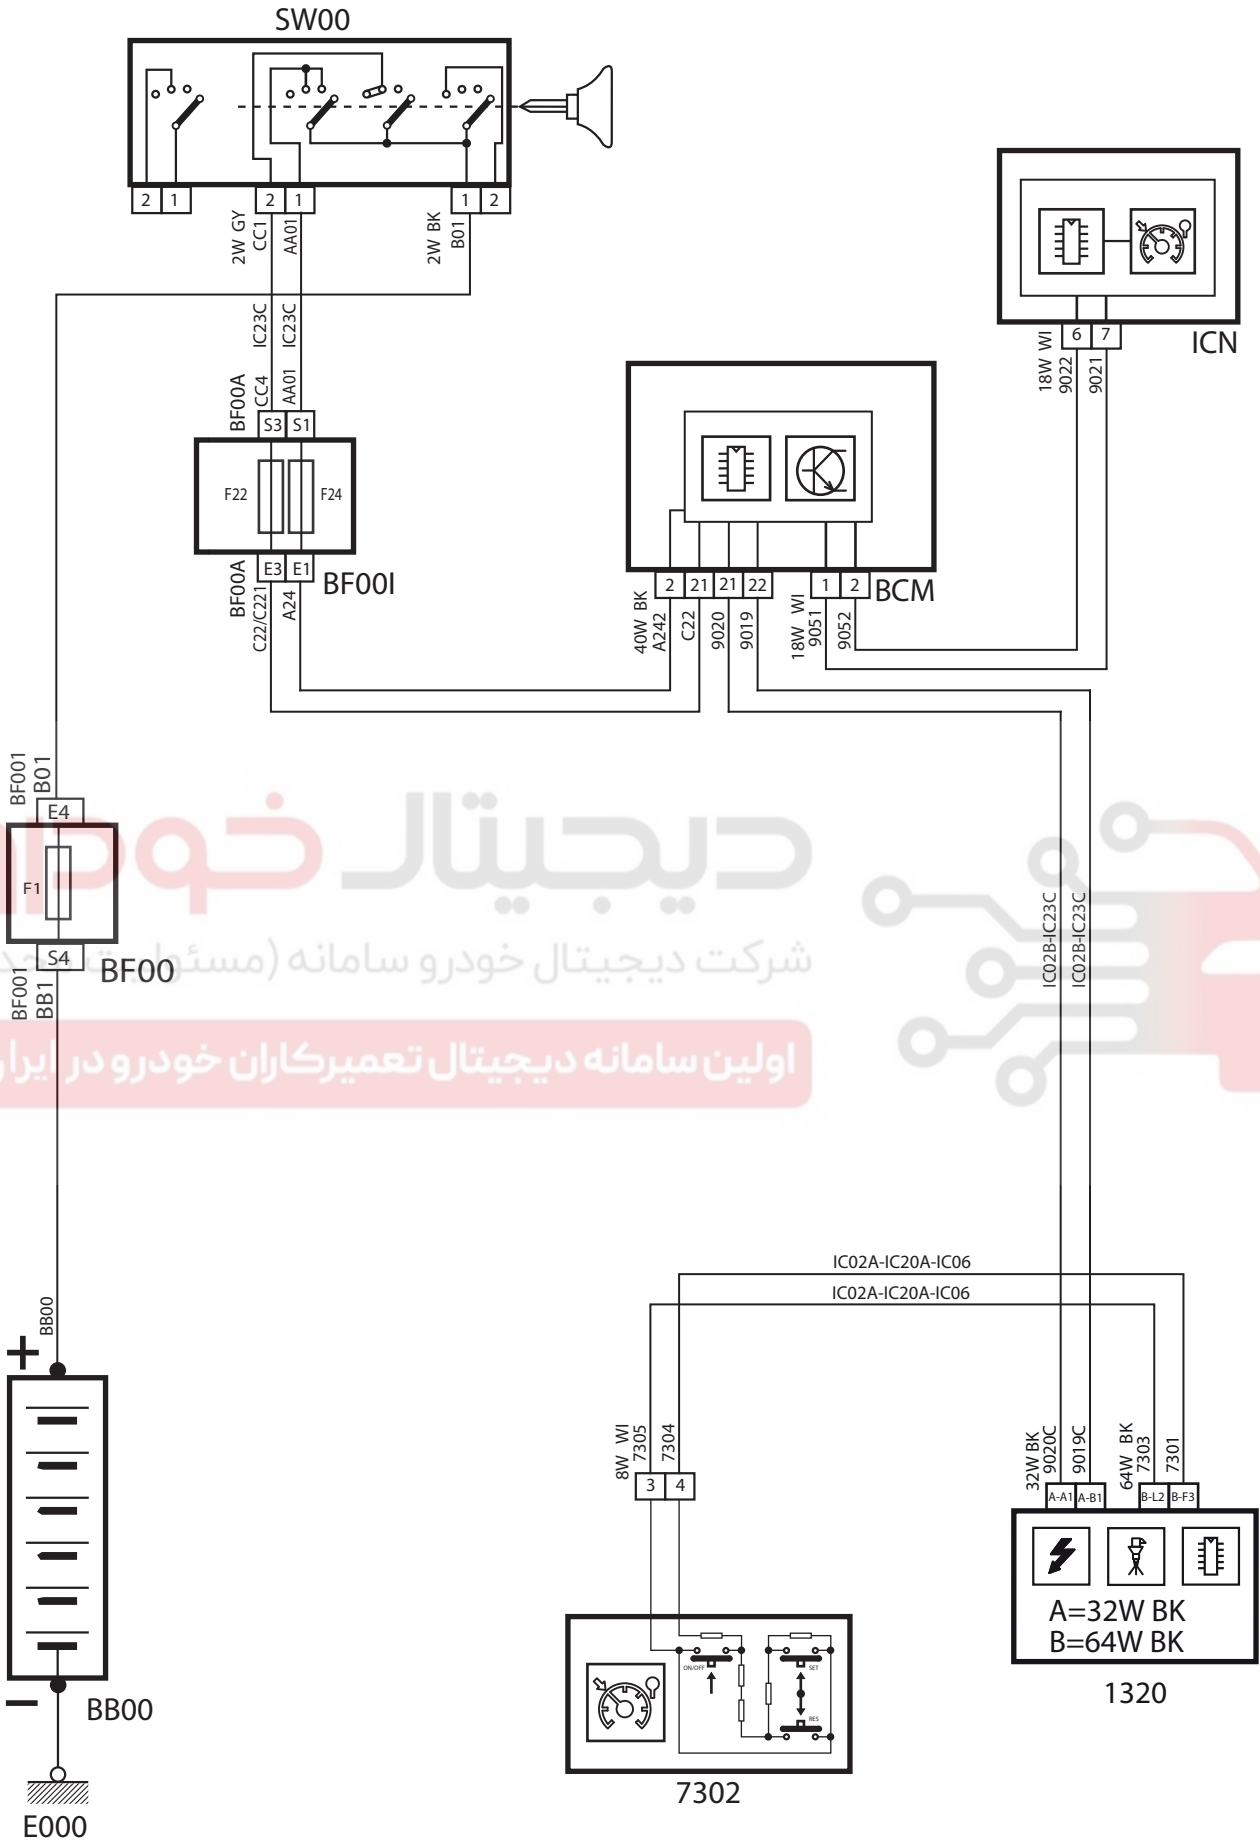 SW00
2 1
2 1
1 2
2W GY
CC1
AA01
2W BK
B01
IC23C
IC23C
BF00A
CC4
AA01
S3 S1
F22 F24
E3 E1
BF00I
BF00A
C22/C221
A24
ICN
6 7
18W WI
9022
9021
2 21 21 22
1 2
BCM
40W BK
A242
C22
9020
9019
18W WI
9051
9052
BF001
B01
E4
F1
S4
BF00
BF001
BB1
دیجیتال خودرو
شرکت دیجیتال خودرو سامانه (مسئولیت
اولین سامانه دیجیتال تعمیرکاران خودرو در ایران
IC02B-IC23C
IC02B-IC23C
IC02A-IC20A-IC06
IC02A-IC20A-IC06
BB00
+
−
BB00
E000
8W WI
7305
7304
3 4
ON/OFF
SET
RES
7302
32W BK
9020C
9019C
64W BK
7303
7301
A-A1 A-B1
B-L2 B-F3
A=32W BK
B=64W BK
1320